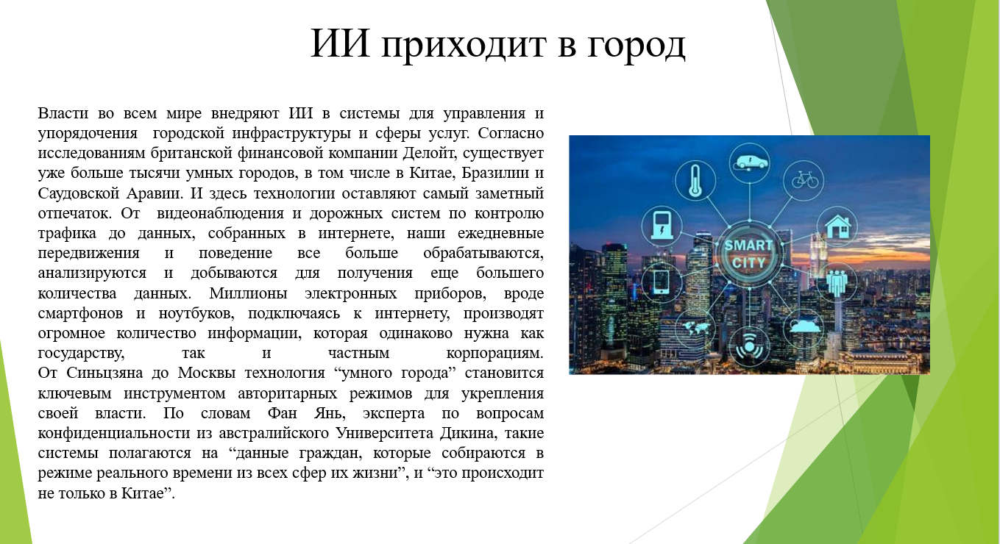 ИИ приходит в город
Власти во всем мире внедряют ИИ в системы для управления и
упорядочения городской инфраструктуры и сферы услуг. Согласно
исследованиям британской финансовой компании Делойт, существует
уже больше тысячи умных городов, в том числе в Китае, Бразилии и
Саудовской Аравии. И здесь технологии оставляют самый заметный
отпечаток. От видеонаблюдения и дорожных систем по контролю
трафика до данных, собранных в интернете, наши ежедневные
передвижения и поведение все больше обрабатываются,
анализируются и добываются для получения еще большего
количества данных. Миллионы электронных приборов, вроде
смартфонов и ноутбуков, подключаясь к интернету, производят
огромное количество информации, которая одинаково нужна как
государству, так и частным корпорациям.
От Синьцзяна до Москвы технология “умного города” становится
ключевым инструментом авторитарных режимов для укрепления
своей власти. По словам Фан Янь, эксперта по вопросам
конфиденциальности из австралийского Университета Дикина, такие
системы полагаются на “данные граждан, которые собираются в
режиме реального времени из всех сфер их жизни”, и “это происходит
не только в Китае”.
SMART
CITY